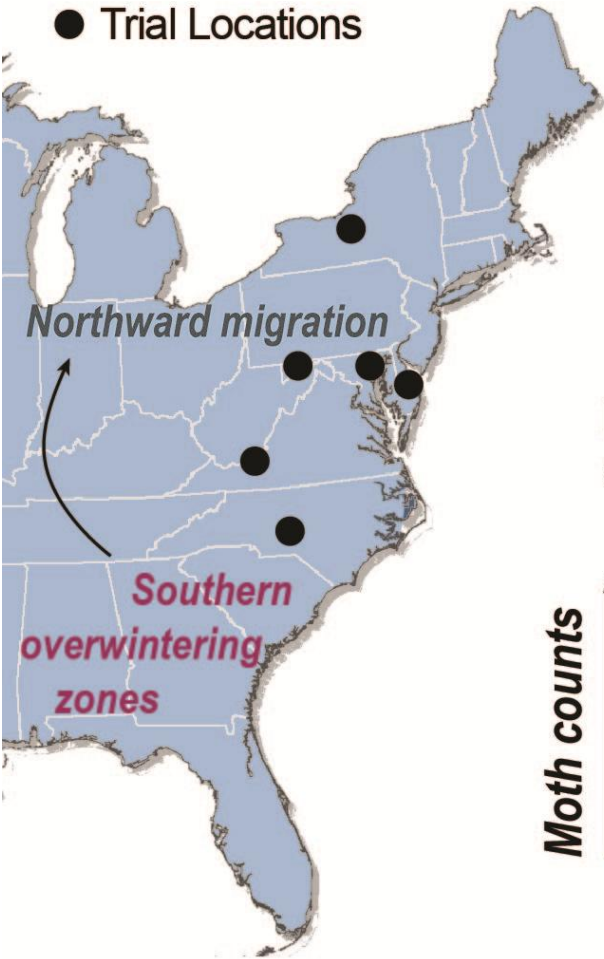 Trial Locations
Northward migration
Southern
overwintering
zones
Moth counts